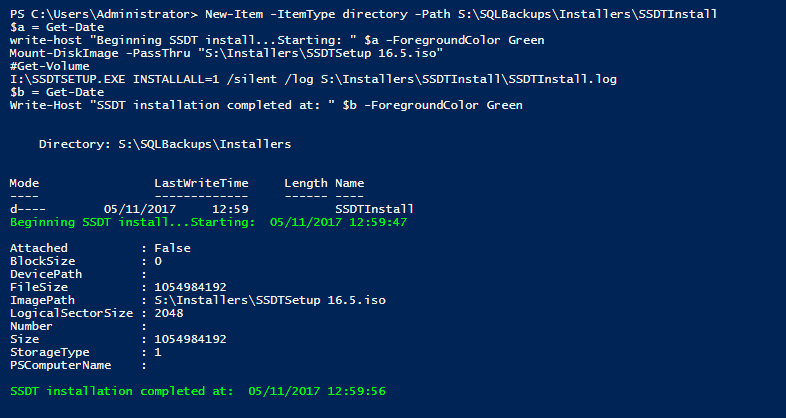 PS C:\Users\Administrator> New-Item -ItemType directory -Path S:\SQLBackups\Installers\SSDTInstall
$a = Get-Date
write-host "Beginning SSDT install...Starting: " $a -ForegroundColor Green
Mount-DiskImage -PassThru "S:\Installers\SSDTSetup 16.5.iso"
#Get-Volume
I:\SSDTSETUP.EXE INSTALLALL=1 /silent /log S:\Installers\SSDTInstall\SSDTInstall.log
$b = Get-Date
Write-Host "SSDT installation completed at: " $b -ForegroundColor Green
Directory: S:\SQLBackups\Installers
Mode LastWriteTime Length Name
---- ------------- ------ ----
d---- 05/11/2017 12:59 SSDTInstall
Beginning SSDT install...Starting:  05/11/2017 12:59:47
Attached : False
BlockSize : 0
DevicePath :
FileSize : 1054984192
ImagePath : S:\Installers\SSDTSetup 16.5.iso
LogicalSectorSize : 2048
Number :
Size : 1054984192
StorageType : 1
PSComputerName :
SSDT installation completed at:  05/11/2017 12:59:56